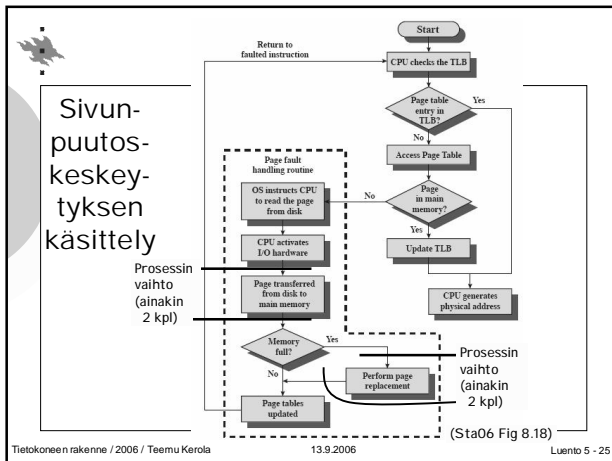 Sivun-
puutos-
keskey-
tyksen
käsittely
Start
Return to
faulted instruction
CPU checks the TLB
Page table
entry in
TLB?
Yes
No
Access Page Table
Page fault
handling routine
OS instructs CPU
to read the page
from disk
No
Page
in main
memory?
Yes
CPU activates
I/O hardware
Update TLB
Prosessin
vaihto
(ainakin
2 kpl)
Page transferred
from disk to
main memory
CPU generates
physical address
Memory
full?
Yes
No
Perform page
replacement
Prosessin
vaihto
(ainakin
2 kpl)
Page tables
updated
(Sta06 Fig 8.18)
Tietokoneen rakenne / 2006 / Teemu Kerola
13.9.2006
Luento 5 - 25